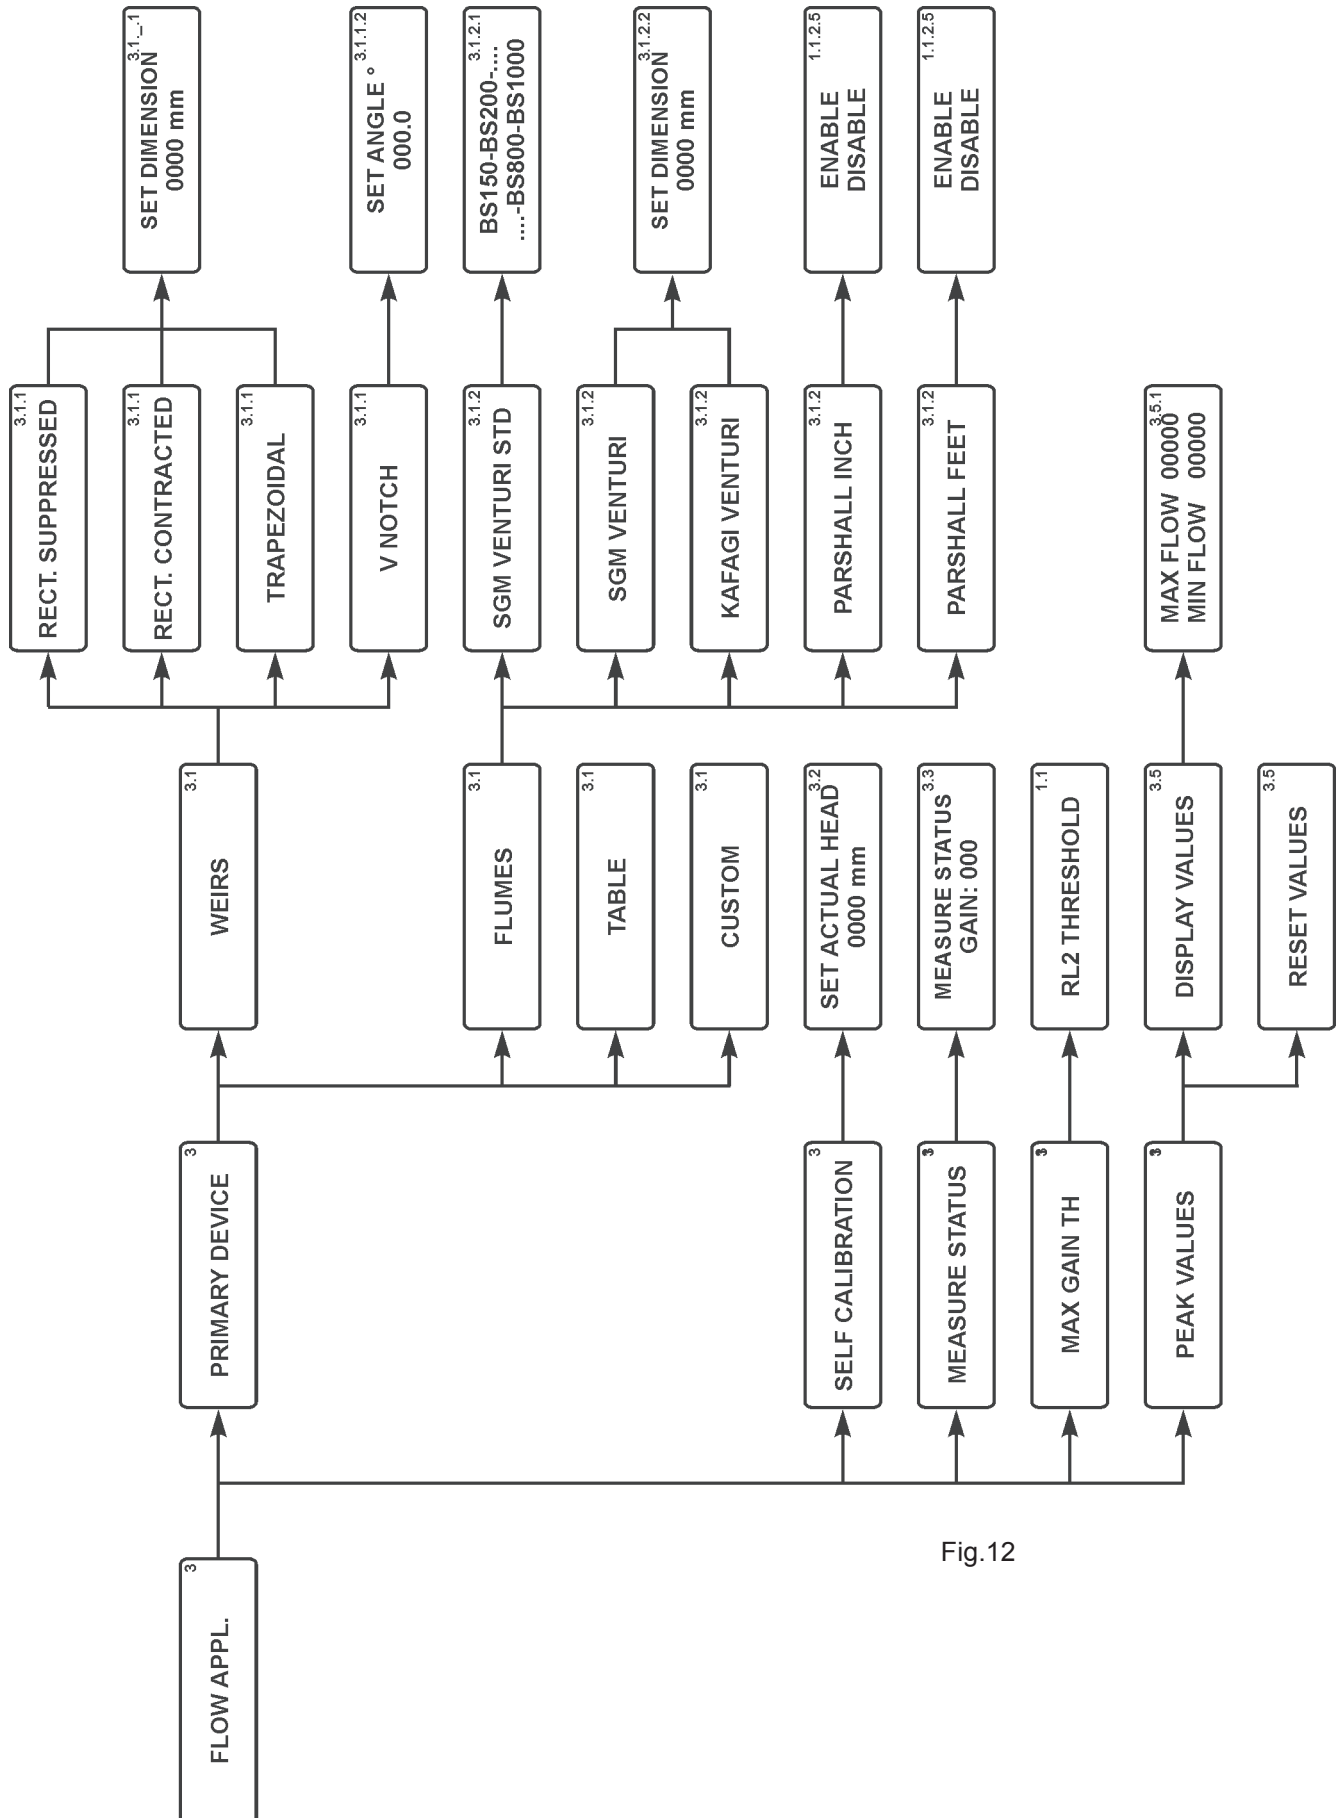 3
FLOW APPL.
3
PRIMARY DEVICE
3.1
WEIRS
3.1.1
RECT. SUPPRESSED
3.1.1
RECT. CONTRACTED
3.1.1
TRAPEZOIDAL
3.1._.1
SET DIMENSION
0000 mm
3.1.1
V NOTCH
3.1.1.2
SET ANGLE °
000.0
3.1
FLUMES
3.1.2
SGM VENTURI STD
3.1.2.1
BS150-BS200-....
....-BS800-BS1000
3.1.2
SGM VENTURI
3.1.2
KAFAGI VENTURI
3.1.2.2
SET DIMENSION
0000 mm
3.1.2
PARSHALL INCH
1.1.2.5
ENABLE
DISABLE
3.1.2
PARSHALL FEET
1.1.2.5
ENABLE
DISABLE
3.1
TABLE
3.1
CUSTOM
3
SELF CALIBRATION
3.2
SET ACTUAL HEAD
0000 mm
3
MEASURE STATUS
3.3
MEASURE STATUS
GAIN: 000
3
MAX GAIN TH
1.1
RL2 THRESHOLD
3
PEAK VALUES
3.5
DISPLAY VALUES
3.5.1
MAX FLOW 00000
MIN FLOW 00000
3.5
RESET VALUES
Fig.12